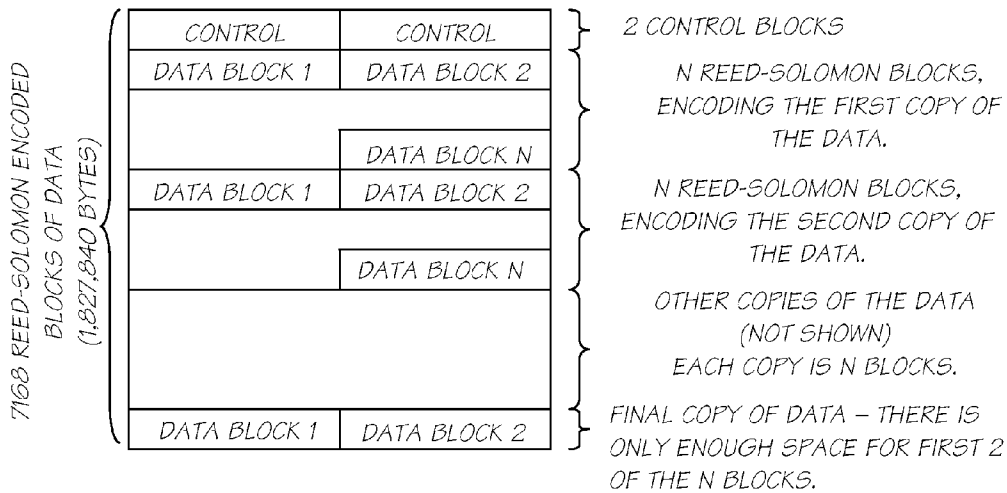 7168 REED-SOLOMON ENCODED
BLOCKS OF DATA
(1,827,840 BYTES)
CONTROL CONTROL
2 CONTROL BLOCKS
DATA BLOCK 1 DATA BLOCK 2
DATA BLOCK N
N REED-SOLOMON BLOCKS,
ENCODING THE FIRST COPY OF
THE DATA.
DATA BLOCK 1 DATA BLOCK 2
DATA BLOCK N
N REED-SOLOMON BLOCKS,
ENCODING THE SECOND COPY OF
THE DATA.
OTHER COPIES OF THE DATA
(NOT SHOWN)
EACH COPY IS N BLOCKS.
DATA BLOCK 1 DATA BLOCK 2
FINAL COPY OF DATA – THERE IS
ONLY ENOUGH SPACE FOR FIRST 2
OF THE N BLOCKS.